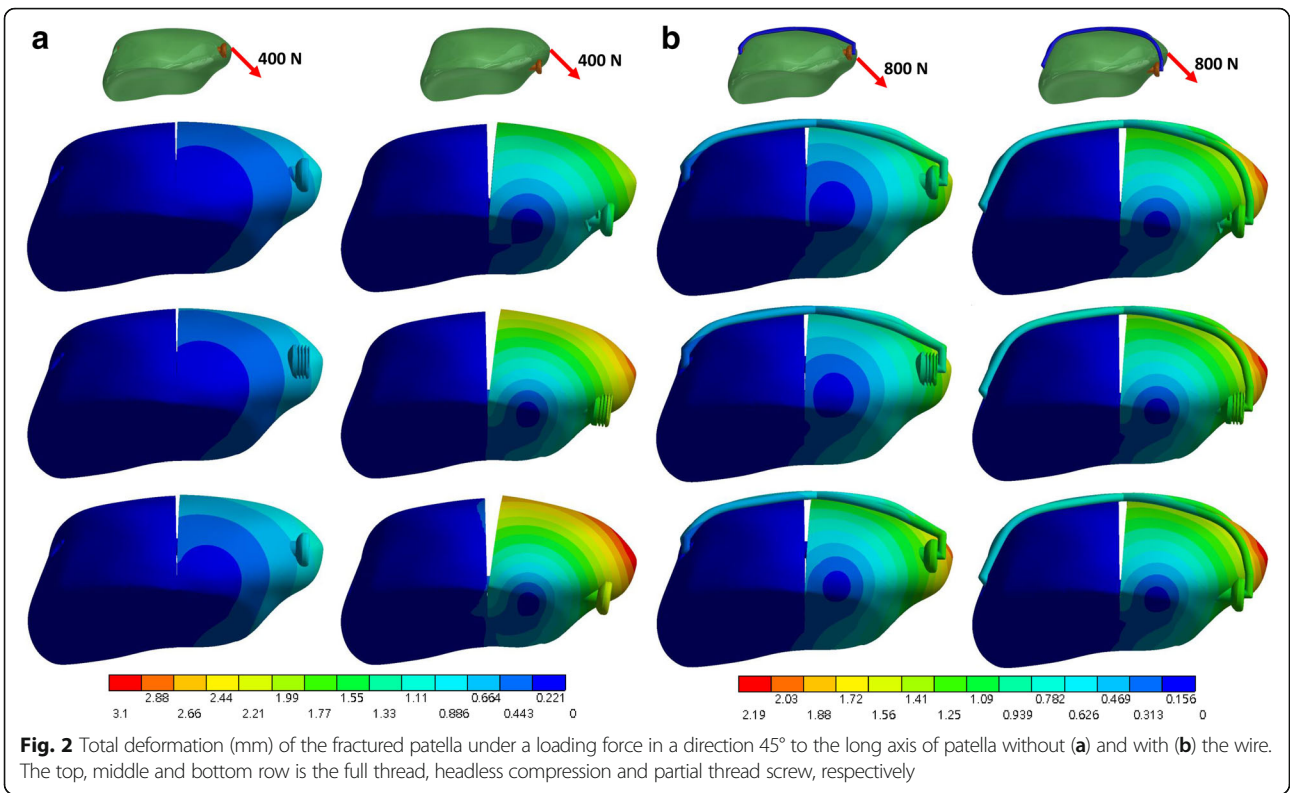 a
b
400 N
400 N
800 N
800 N
2.88 2.44 1.99 1.55 1.11 0.664 0.221
3.1 2.66 2.21 1.77 1.33 0.886 0.443 0
2.03 1.72 1.41 1.09 0.782 0.469 0.156
2.19 1.88 1.56 1.25 0.939 0.626 0.313 0
Fig. 2 Total deformation (mm) of the fractured patella under a loading force in a direction 45° to the long axis of patella without (a) and with (b) the wire.
The top, middle and bottom row is the full thread, headless compression and partial thread screw, respectively